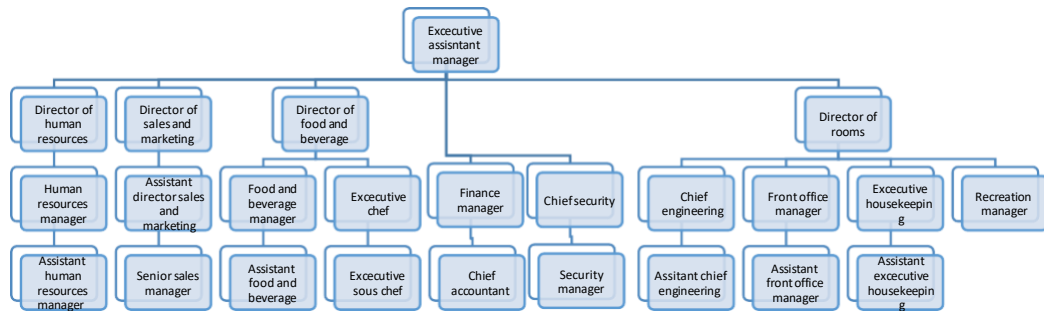 Excecutive
assisntant
manager
Director of
human
resources
Director of
sales and
marketing
Director of
food and
beverage
Director of
rooms
Human
resources
manager
Assistant
director sales
and
marketing
Food and
beverage
manager
Excecutive
chef
Finance
manager
Chief security
Chief
engineering
Front office
manager
Excecutive
housekeepin
g
Recreation
manager
Assistant
human
resources
manager
Senior sales
manager
Assistant
food and
beverage
Excecutive
sous chef
Chief
accountant
Security
manager
Assitant chief
engineering
Assistant
front office
manager
Assistant
excecutive
housekeepin
g